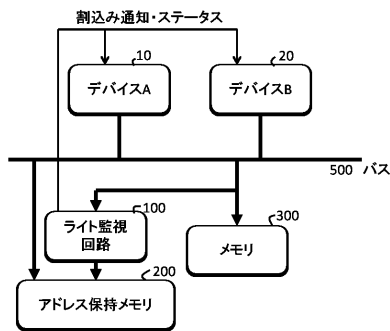 割込み通知・ステータス
10
20
デバイスA
デバイスB
500 バス
100
300
ライト監視
回路
メモリ
200
アドレス保持メモリ